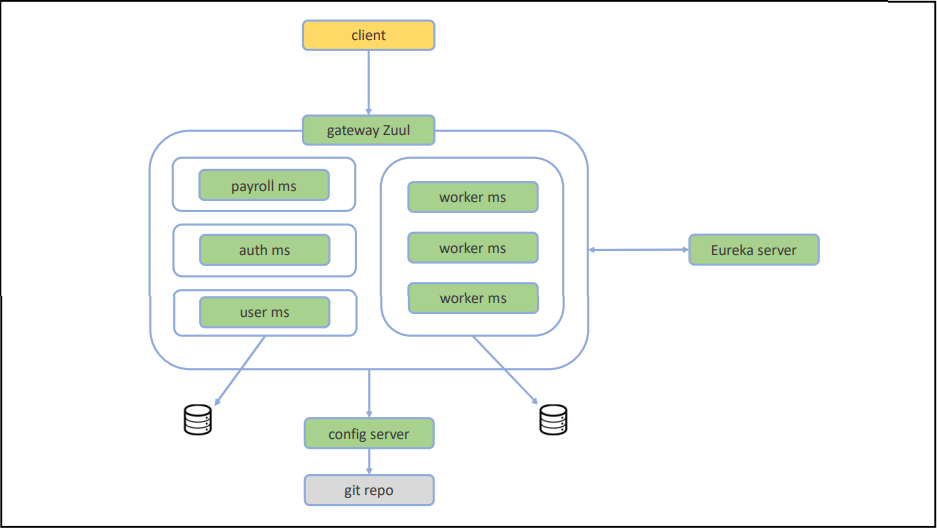 client
gateway Zuul
payroll ms
auth ms
user ms
worker ms
worker ms
worker ms
Eureka server
config server
git repo